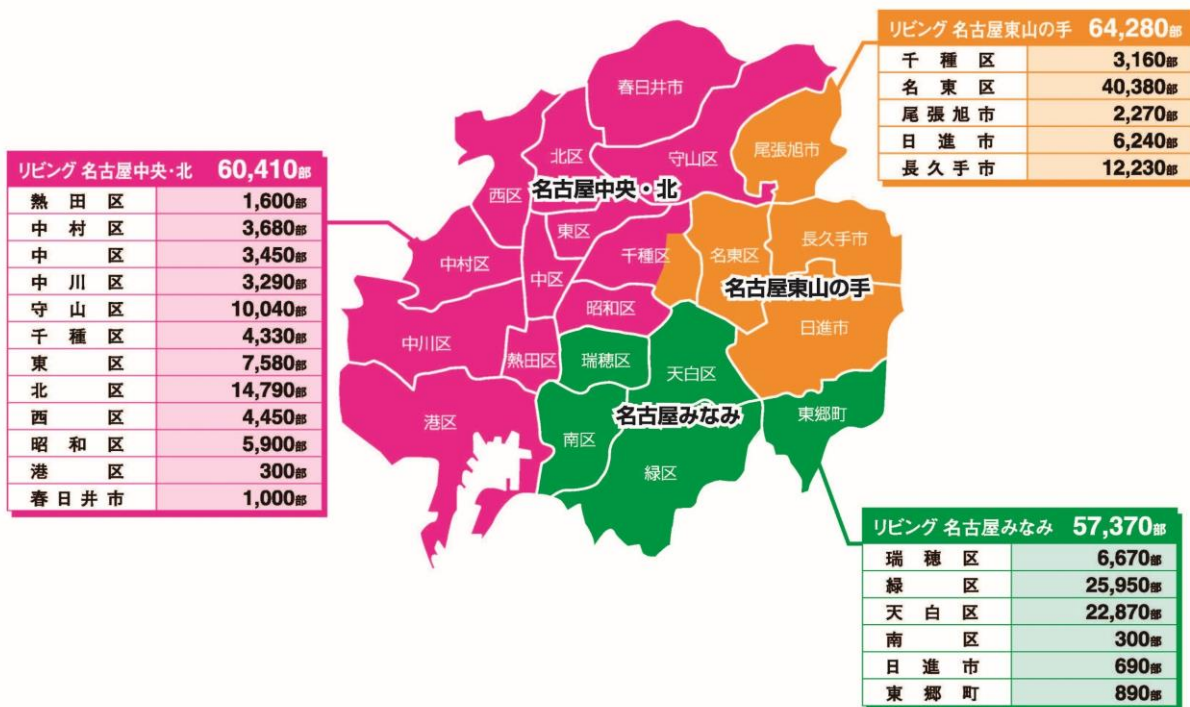 リビング 名古屋東山の手 64,280部
千種区 3,160部
名東区 40,380部
尾張旭市 2,270部
日進市 6,240部
長久手市 12,230部
リビング 名古屋中央・北 60,410部
熱田区 1,600部
中村区 3,680部
中区 3,450部
中川区 3,290部
守山区 10,040部
千種区 4,330部
東区 7,580部
北区 14,790部
西区 4,450部
昭和区 5,900部
港区 300部
春日井市 1,000部
春日井市
北区
守山区
尾張旭市
西区
名古屋中央・北
東区
千種区
名東区
長久手市
中村区
中区
名古屋東山の手
昭和区
日進市
中川区
熱田区
瑞穂区
天白区
港区
南区
名古屋みなみ
東郷町
緑区
リビング 名古屋みなみ 57,370部
瑞穂区 6,670部
緑区 25,950部
天白区 22,870部
南区 300部
日進市 690部
東郷町 890部